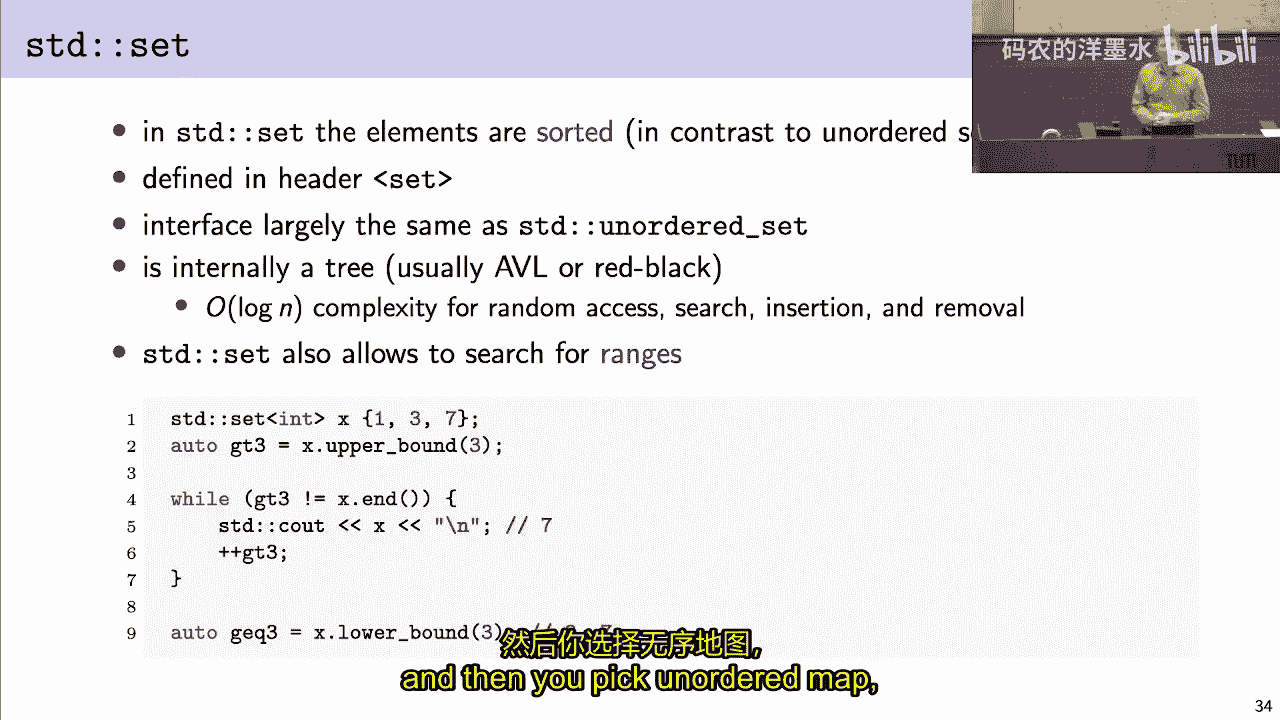 std::set
码农的洋墨水 bilibili
TUTI
• in std::set the elements are sorted (in contrast to unordered
• defined in header <set>
• interface largely the same as std::unordered_set
• is internally a tree (usually AVL or red-black)
• O(log n) complexity for random access, search, insertion, and removal
• std::set also allows to search for ranges
1 std::set<int> x {1, 3, 7};
2 auto gt3 = x.upper_bound(3);
3
4 while (gt3 != x.end()) {
5 std::cout << x << "\n"; // 7
6 ++gt3;
7 }
8
9 auto geq3 = x.lower_bound(3)
然后你选择无序地图,
and then you pick unordered map,
34